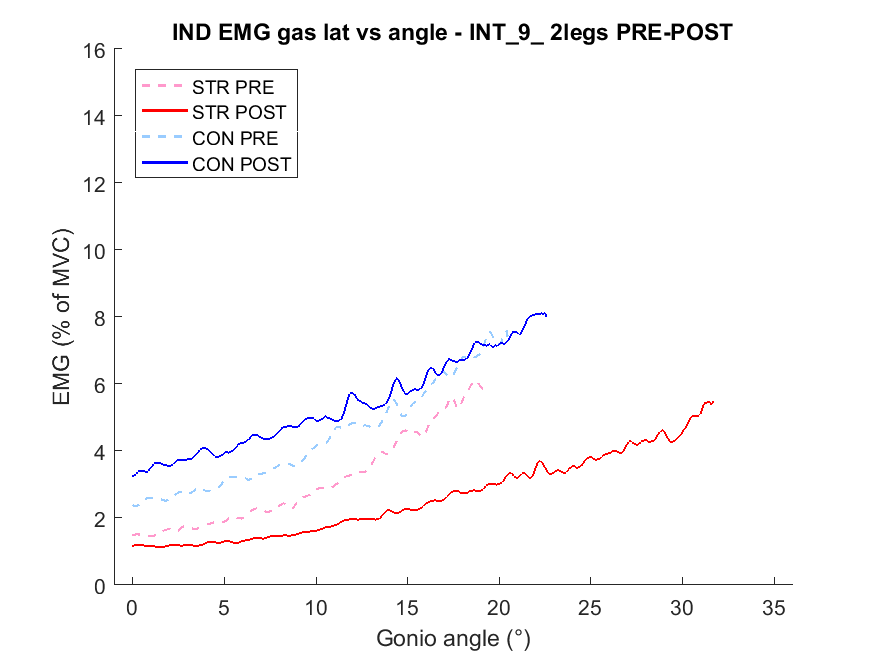 IND EMG gas lat vs angle - INT_9_ 2legs PRE-POST
16
14
12
10
8
6
4
2
0
EMG (% of MVC)
STR PRE
STR POST
CON PRE
CON POST
0 5 10 15 20 25 30 35
Gonio angle (°)